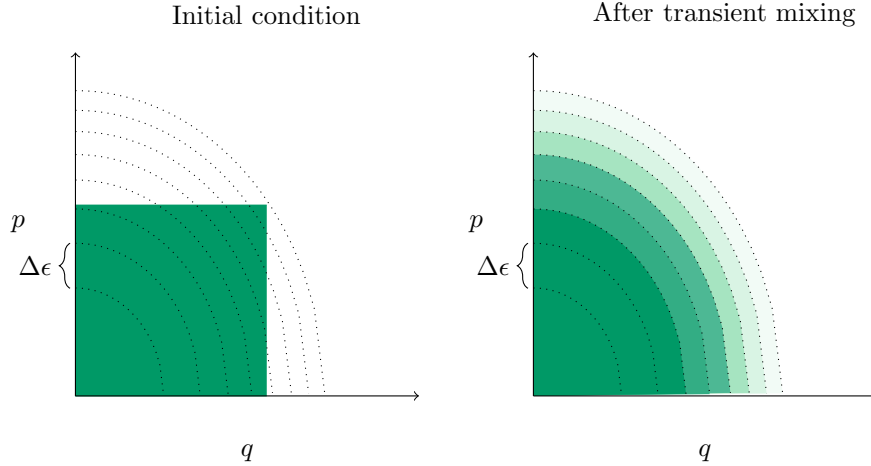 Initial condition
After transient mixing
p
Δϵ
q
p
Δϵ
q